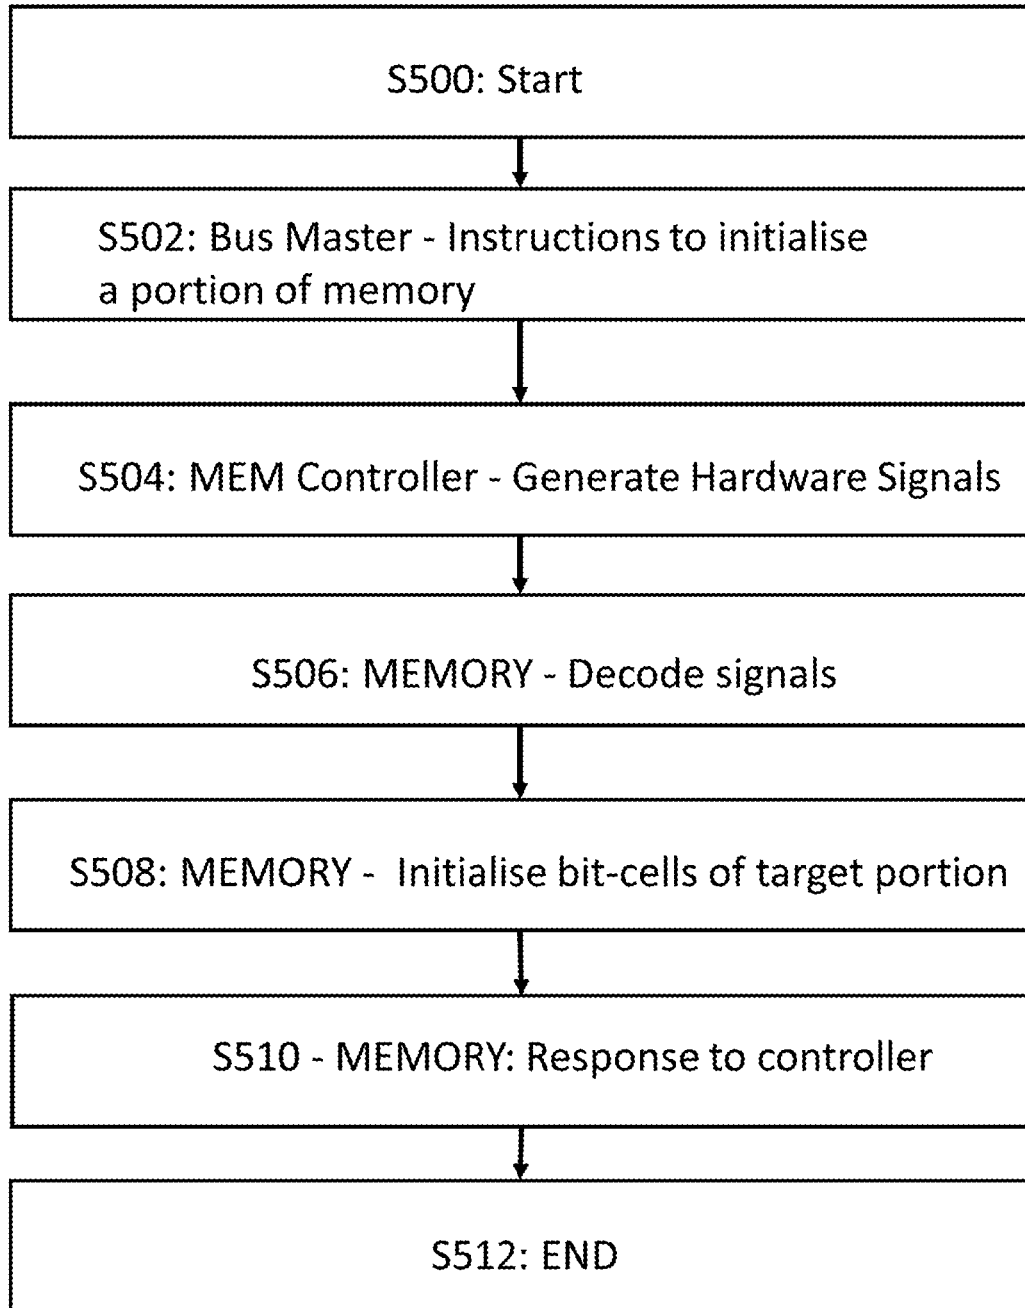 S500: Start
S502: Bus Master - Instructions to initialise
a portion of memory
S504: MEM Controller - Generate Hardware Signals
S506: MEMORY - Decode signals
S508: MEMORY -  Initialise bit-cells of target portion
S510 - MEMORY: Response to controller
S512: END